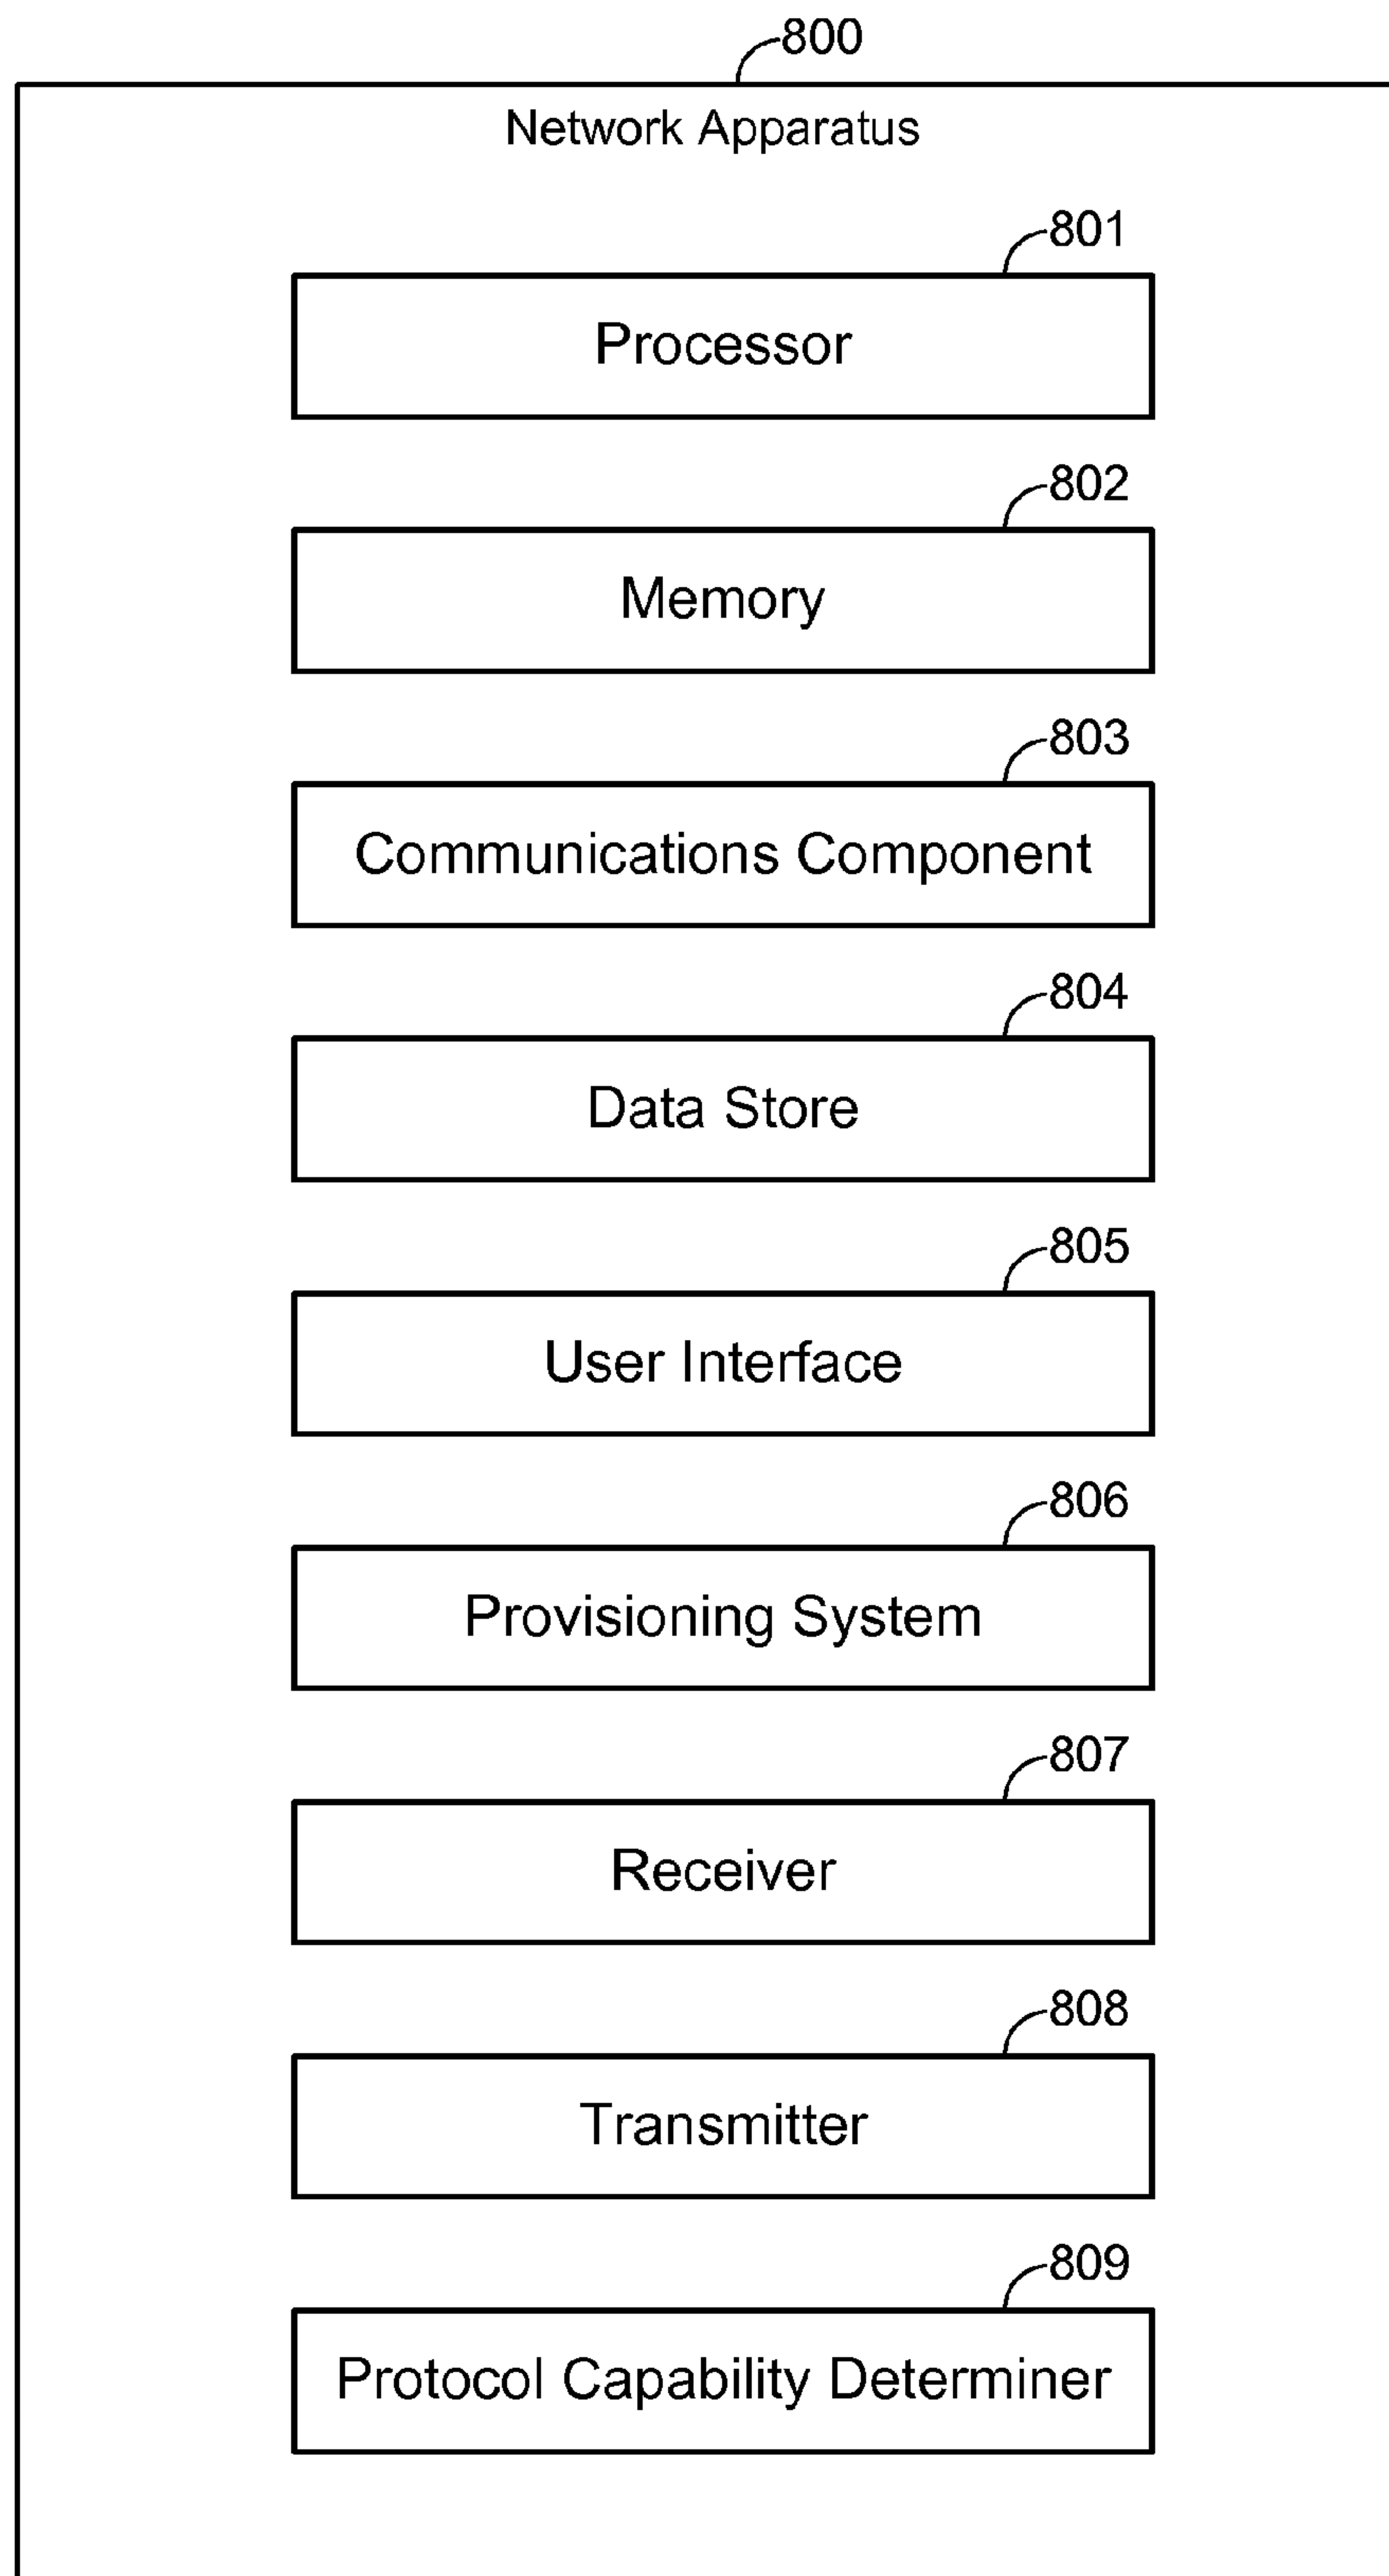 800
Network Apparatus
801
Processor
802
Memory
803
Communications Component
804
Data Store
805
User Interface
806
Provisioning System
807
Receiver
808
Transmitter
809
Protocol Capability Determiner